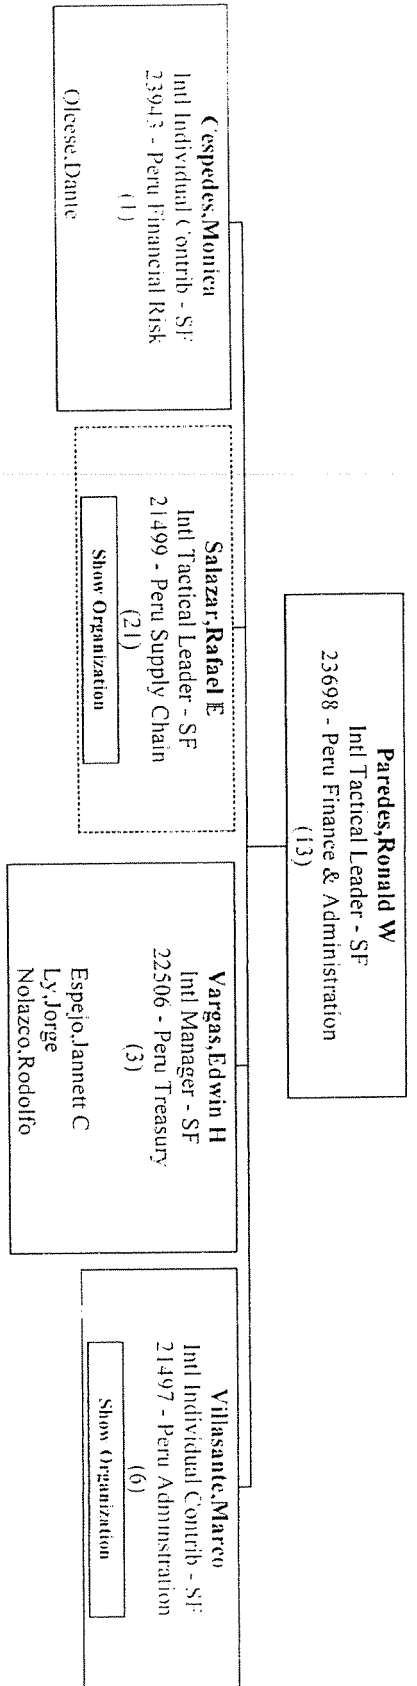 Paredes,Ronald W
Intl Tactical Leader - SF
23698 - Peru Finance & Administration
(13)
Cespedes,Monica
Intl Individual Contrib - SF
23943 - Peru Financial Risk
(1)
Olcese,Dante
Salazar,Rafael E
Intl Tactical Leader - SF
21499 - Peru Supply Chain
(21)
Show Organization
Vargas,Edwin H
Intl Manager - SF
22506 - Peru Treasury
(3)
Espejo,Jannett C
Ly,Jorge
Nolazco,Rodolfo
Villasante,Marco
Intl Individual Contrib - SF
21497 - Peru Adminstration
(6)
Show Organization